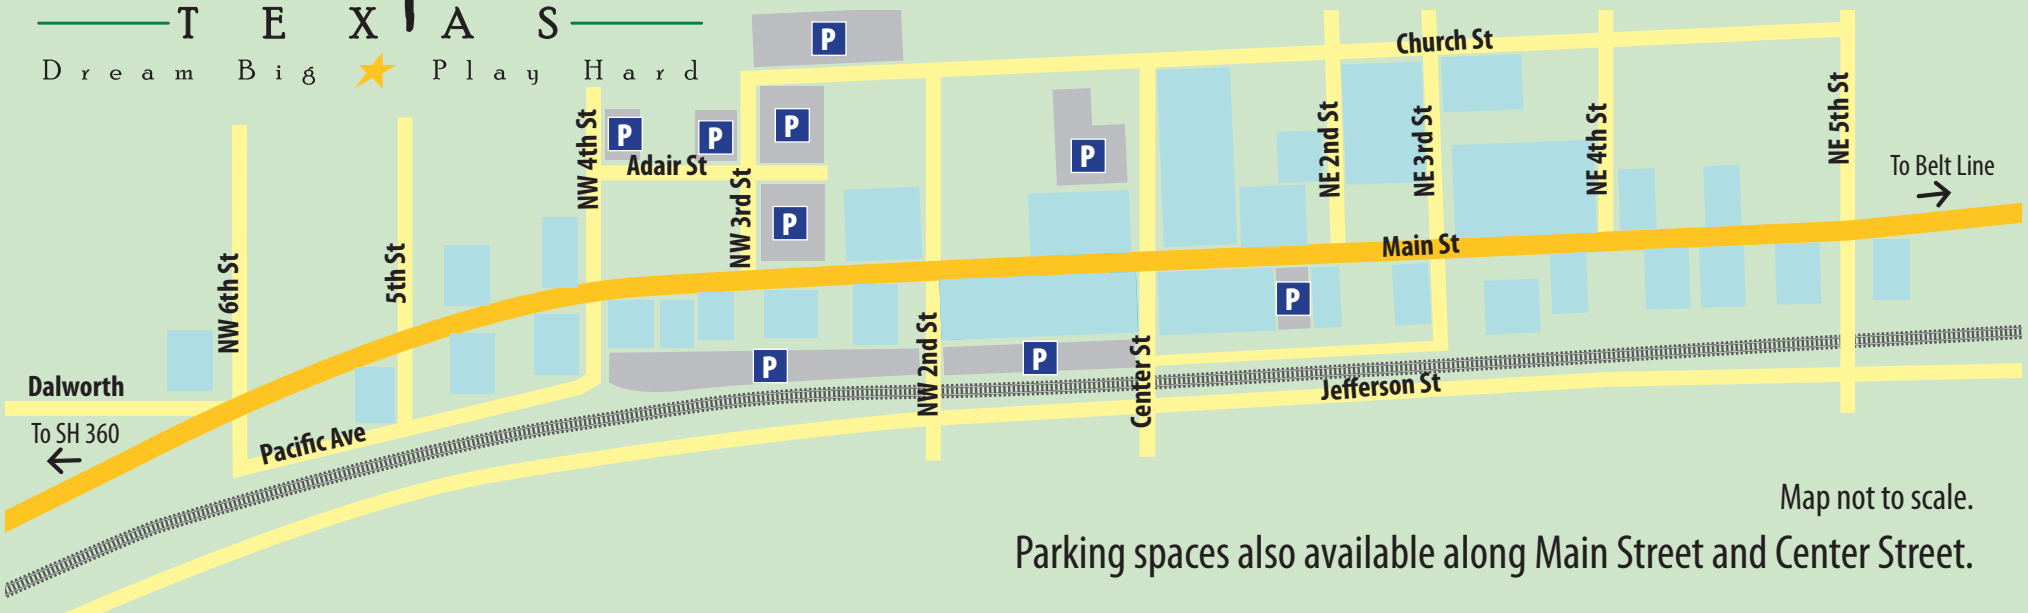 TEXAS
Dream Big Play Hard
P
Church St
P
P
P
P
NW 4th St
Adair St
NW 3rd St
P
NE 2nd St
NE 3rd St
NE 4th St
NE 5th St
To Belt Line
Main St
NW 6th St
5th St
P
NW 2nd St
P
P
Center St
Jefferson St
Dalworth
To SH 360
Pacific Ave
Map not to scale.
Parking spaces also available along Main Street and Center Street.